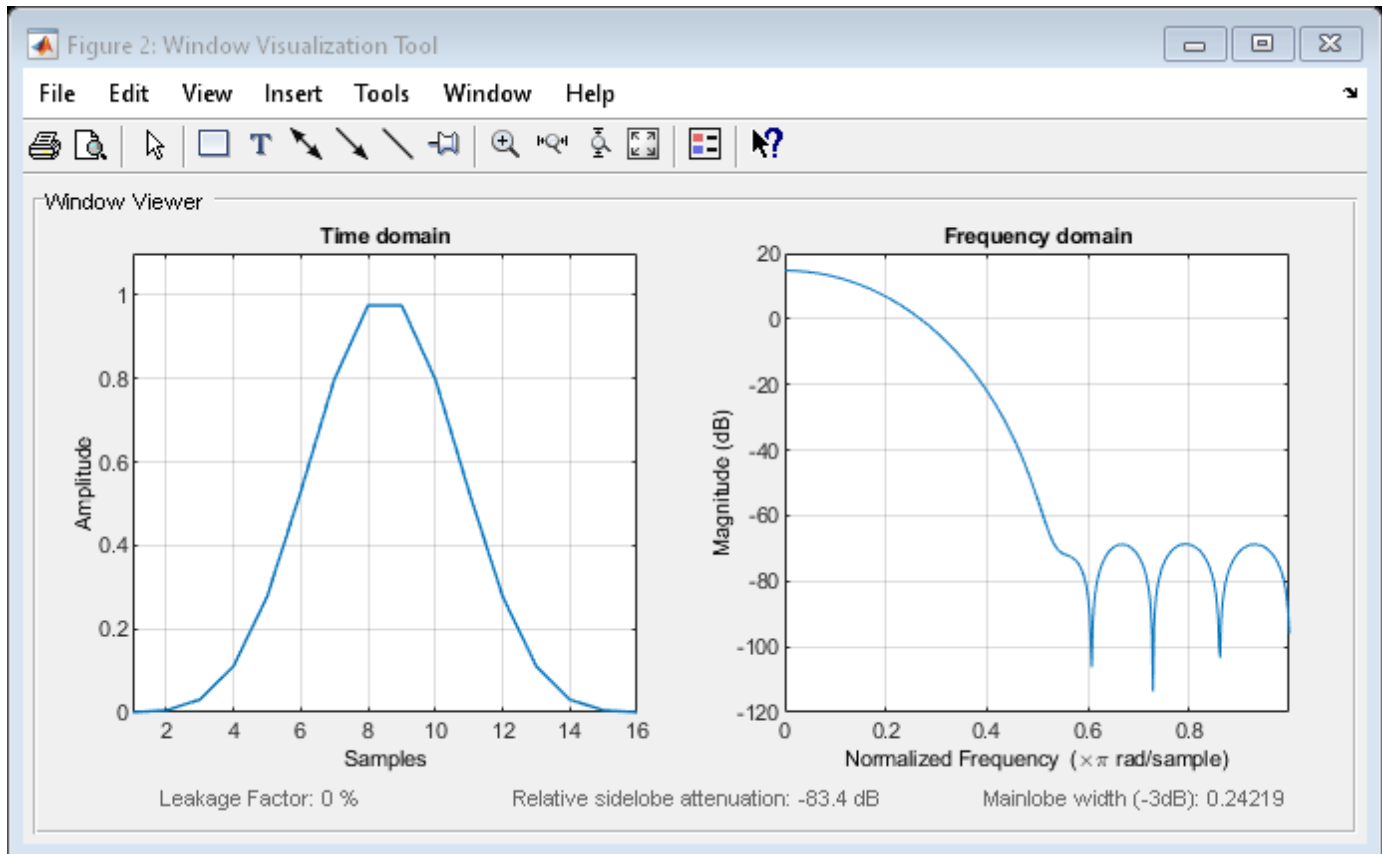 Figure 2: Window Visualization Tool
File Edit View Insert Tools Window Help
T
?
Window Viewer
Time domain
1
0.8
0.6
0.4
0.2
0
Amplitude
2 4 6 8 10 12 14 16
Samples
Frequency domain
20
0
-20
-40
-60
-80
-100
-120
Magnitude (dB)
0 0.2 0.4 0.6 0.8
Normalized Frequency (×π rad/sample)
Leakage Factor: 0 % Relative sidelobe attenuation: -83.4 dB Mainlobe width (-3dB): 0.24219